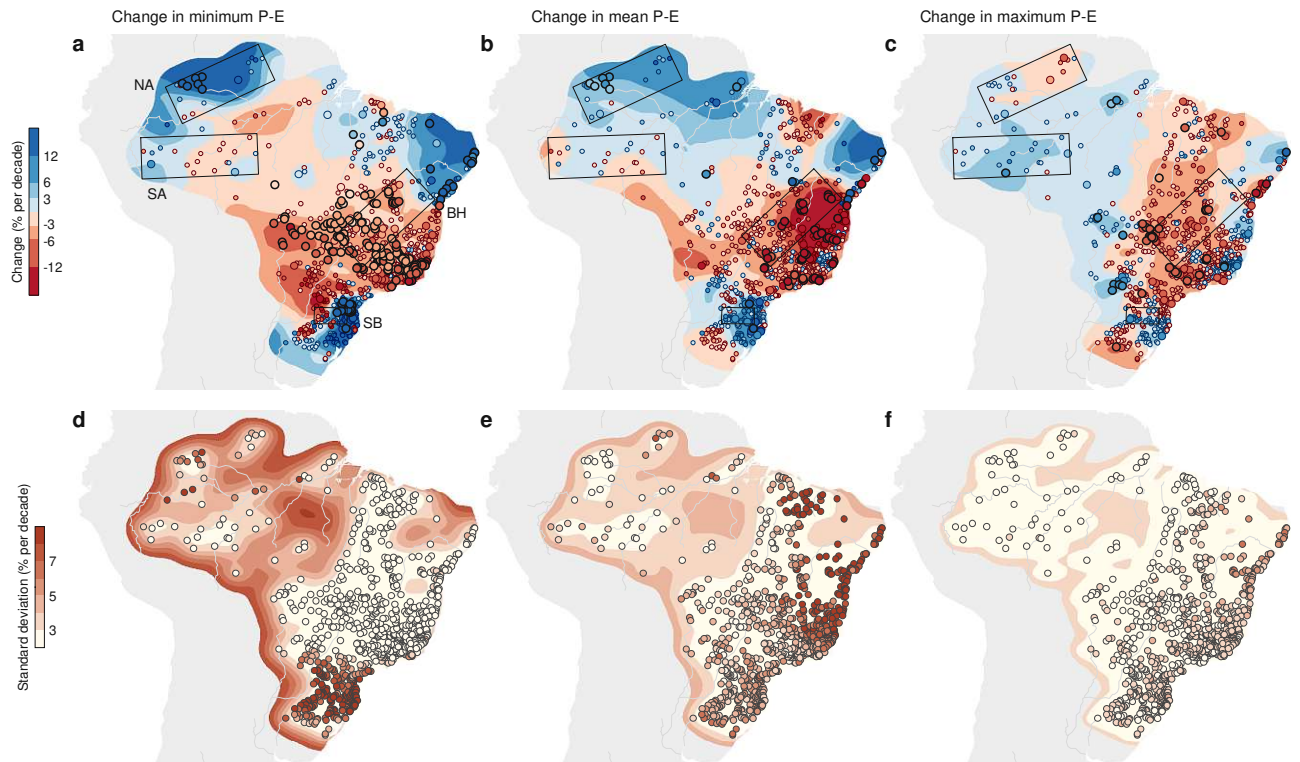 Change in minimum P-E
Change in mean P-E
Change in maximum P-E
a
b
c
NA
SA
BH
SB
Change (% per decade)
12
6
3
-3
-6
-12
d
e
f
Standard deviation (% per decade)
7
5
3